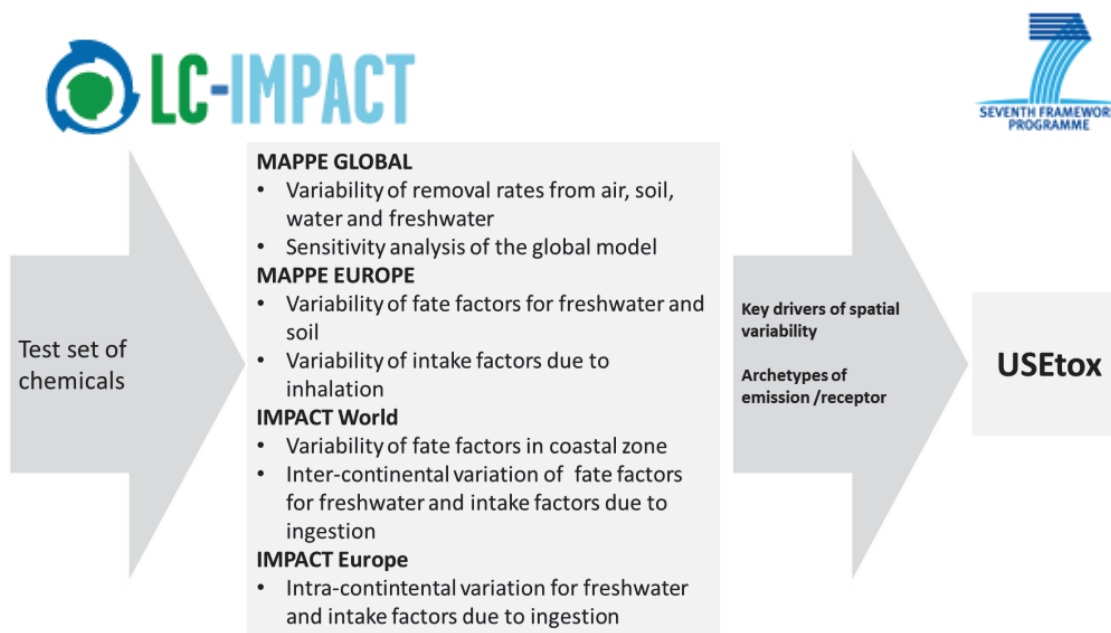 LC-IMPACT
7
SEVENTH FRAMEWORK
PROGRAMME
Test set of
chemicals
MAPPE GLOBAL
• Variability of removal rates from air, soil,
water and freshwater
• Sensitivity analysis of the global model
MAPPE EUROPE
• Variability of fate factors for freshwater and
soil
• Variability of intake factors due to
inhalation
IMPACT World
• Variability of fate factors in coastal zone
• Inter-continental variation of fate factors
for freshwater and intake factors due to
ingestion
IMPACT Europe
• Intra-contintental variation for freshwater
and intake factors due to ingestion
Key drivers of spatial
variability
Archetypes of
emission /receptor
USEtox